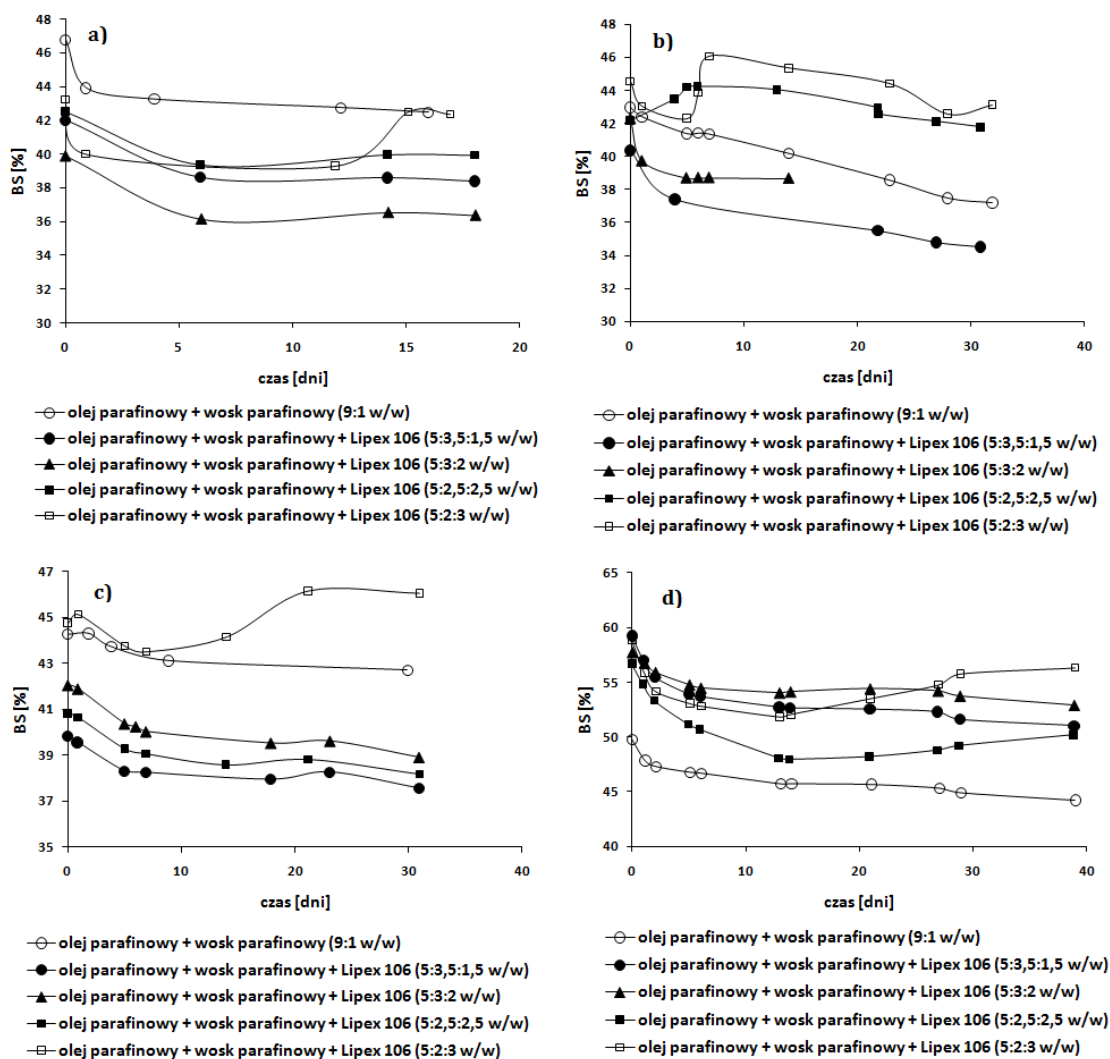 a)
BS [%]
48
46
44
42
40
38
36
34
32
30
0 5 10 15 20
czas [dni]
olej parafinowy + wosk parafinowy (9:1 w/w)
olej parafinowy + wosk parafinowy + Lipex 106 (5:3,5:1,5 w/w)
olej parafinowy + wosk parafinowy + Lipex 106 (5:3:2 w/w)
olej parafinowy + wosk parafinowy + Lipex 106 (5:2,5:2,5 w/w)
olej parafinowy + wosk parafinowy + Lipex 106 (5:2:3 w/w)
b)
BS [%]
48
46
44
42
40
38
36
34
32
30
0 10 20 30 40
czas [dni]
olej parafinowy + wosk parafinowy (9:1 w/w)
olej parafinowy + wosk parafinowy + Lipex 106 (5:3,5:1,5 w/w)
olej parafinowy + wosk parafinowy + Lipex 106 (5:3:2 w/w)
olej parafinowy + wosk parafinowy + Lipex 106 (5:2,5:2,5 w/w)
olej parafinowy + wosk parafinowy + Lipex 106 (5:2:3 w/w)
c)
BS [%]
47
45
43
41
39
37
35
0 10 20 30 40
czas [dni]
olej parafinowy + wosk parafinowy (9:1 w/w)
olej parafinowy + wosk parafinowy + Lipex 106 (5:3,5:1,5 w/w)
olej parafinowy + wosk parafinowy + Lipex 106 (5:3:2 w/w)
olej parafinowy + wosk parafinowy + Lipex 106 (5:2,5:2,5 w/w)
olej parafinowy + wosk parafinowy + Lipex 106 (5:2:3 w/w)
d)
BS [%]
65
60
55
50
45
40
0 10 20 30 40
czas [dni]
olej parafinowy + wosk parafinowy (9:1 w/w)
olej parafinowy + wosk parafinowy + Lipex 106 (5:3,5:1,5 w/w)
olej parafinowy + wosk parafinowy + Lipex 106 (5:3:2 w/w)
olej parafinowy + wosk parafinowy + Lipex 106 (5:2,5:2,5 w/w)
olej parafinowy + wosk parafinowy + Lipex 106 (5:2:3 w/w)